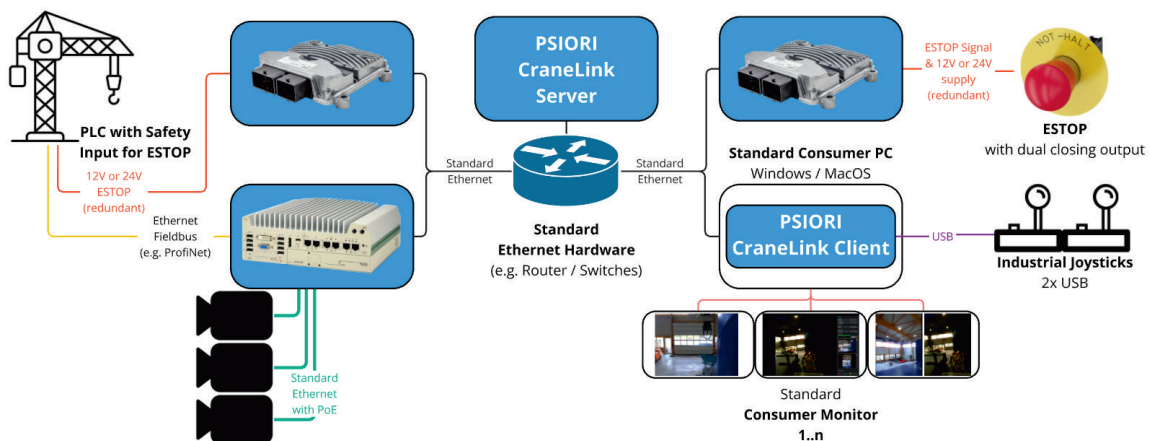 PSIORI
CraneLink
Server
ESTOP Signal
& 12V or 24V
supply
(redundant)
NOT-HALT
ESTOP
with dual closing output
PLC with Safety
Input for ESTOP
12V or 24V
ESTOP
(redundant)
Standard
Ethernet
Standard
Ethernet
Standard Consumer PC
Windows / MacOS
Ethernet
Fieldbus
(e.g. ProfiNet)
Standard
Ethernet Hardware
(e.g. Router / Switches)
PSIORI
CraneLink Client
USB
Industrial Joysticks
2x USB
Standard
Ethernet
with PoE
Standard
Consumer Monitor
1..n